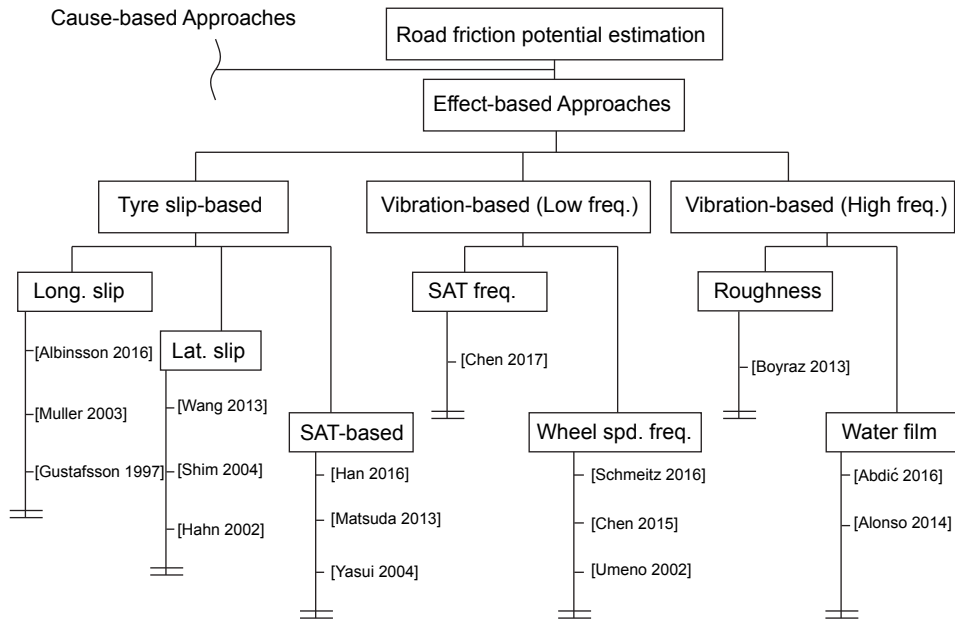 Cause-based Approaches
Road friction potential estimation
Effect-based Approaches
Tyre slip-based
Vibration-based (Low freq.)
Vibration-based (High freq.)
Long. slip
[Albinsson 2016]
[Muller 2003]
[Gustafsson 1997]
Lat. slip
[Wang 2013]
[Shim 2004]
[Hahn 2002]
SAT-based
[Han 2016]
[Matsuda 2013]
[Yasui 2004]
SAT freq.
[Chen 2017]
Wheel spd. freq.
[Schmeitz 2016]
[Chen 2015]
[Umeno 2002]
Roughness
[Boyraz 2013]
Water film
[Abdić 2016]
[Alonso 2014]